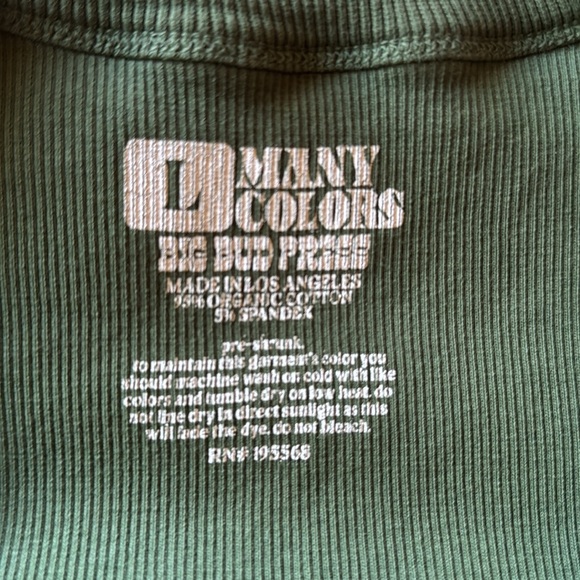 L
MANY
COLORS
BIG BUD PRESS
MADE IN LOS ANGELES
95% ORGANIC COTTON
5% SPANDEX
pre-shrunk.
to maintain this garment's color you
should machine wash on cold with like
colors and tumble dry on low heat. do
not line dry in direct sunlight as this
will fade the dye. do not bleach.
RN# 195568